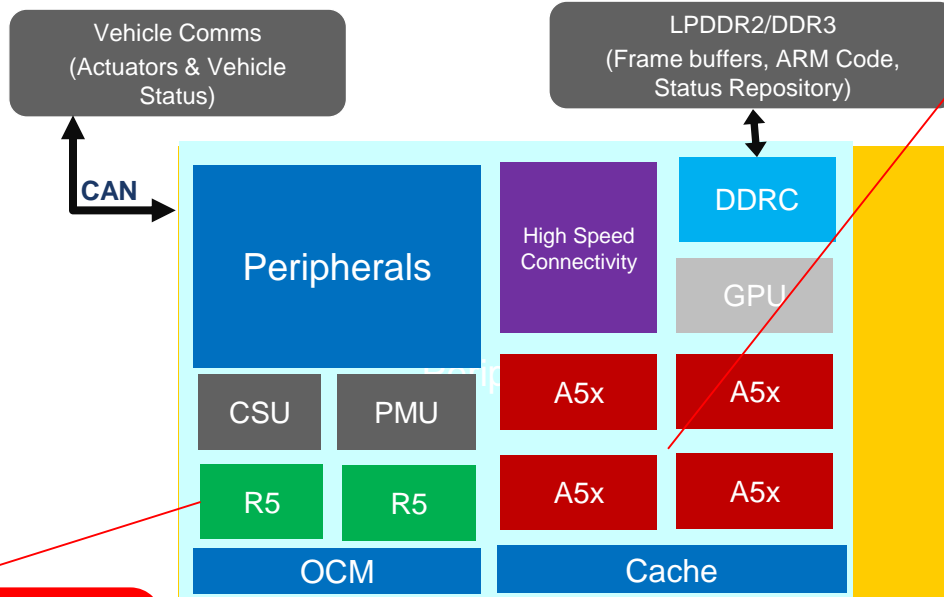 Vehicle Comms
(Actuators & Vehicle
Status)
LPDDR2/DDR3
(Frame buffers, ARM Code,
Status Repository)
CAN
Peripherals
High Speed
Connectivity
DDRC
GPU
CSU
PMU
A5x
A5x
R5
R5
A5x
A5x
OCM
Cache